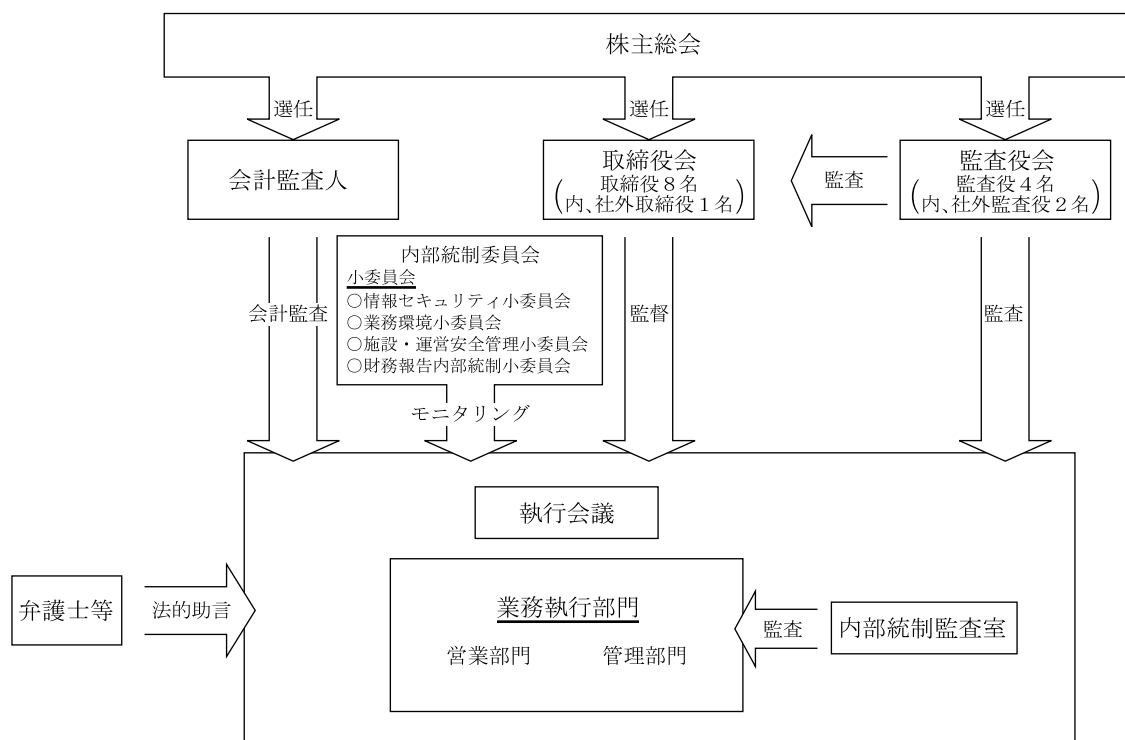 株主総会
選任
選任
選任
会計監査人
取締役会
取締役8名
(内、社外取締役1名)
監査
監査役会
監査役4名
(内、社外監査役2名)
内部統制委員会
小委員会
○情報セキュリティ小委員会
○業務環境小委員会
○施設・運営安全管理小委員会
○財務報告内部統制小委員会
会計監査
監督
監査
モニタリング
執行会議
弁護士等
法的助言
業務執行部門
営業部門 管理部門
監査
内部統制監査室